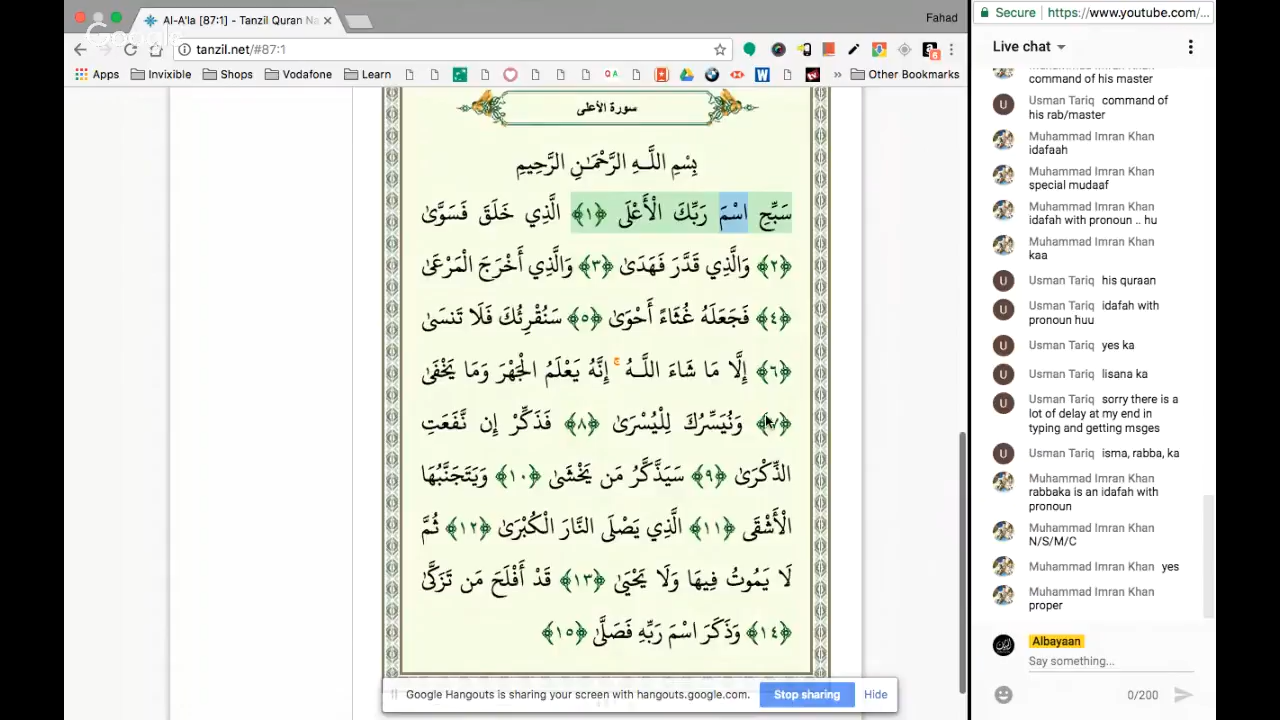 Al-A'la [87:1] - Tanzil Quran Na
Fahad
Google
tanzil.net/#87:1
Apps Invixible Shops Vodafone Learn Q A W » Other Bookmarks
سورة الأعلى
بِسْمِ اللَّـهِ الرَّحْمَـٰنِ الرَّحِيمِ
سَبِّحِ اسْمَ رَبِّكَ الْأَعْلَى ﴿١﴾ الَّذِي خَلَقَ فَسَوَّىٰ
﴿٢﴾ وَالَّذِي قَدَّرَ فَهَدَىٰ ﴿٣﴾ وَالَّذِي أَخْرَجَ الْمَرْعَىٰ
﴿٤﴾ فَجَعَلَهُ غُثَاءً أَحْوَىٰ ﴿٥﴾ سَنُقْرِئُكَ فَلَا تَنسَىٰ
﴿٦﴾ إِلَّا مَا شَاءَ اللَّـهُ ۚ إِنَّهُ يَعْلَمُ الْجَهْرَ وَمَا يَخْفَىٰ
﴿٧﴾ وَنُيَسِّرُكَ لِلْيُسْرَىٰ ﴿٨﴾ فَذَكِّرْ إِن نَّفَعَتِ
الذِّكْرَىٰ ﴿٩﴾ سَيَذَّكَّرُ مَن يَخْشَىٰ ﴿١٠﴾ وَيَتَجَنَّبُهَا
الْأَشْقَى ﴿١١﴾ الَّذِي يَصْلَى النَّارَ الْكُبْرَىٰ ﴿١٢﴾ ثُمَّ
لَا يَمُوتُ فِيهَا وَلَا يَحْيَىٰ ﴿١٣﴾ قَدْ أَفْلَحَ مَن تَزَكَّىٰ
﴿١٤﴾ وَذَكَرَ اسْمَ رَبِّهِ فَصَلَّىٰ ﴿١٥﴾
Google Hangouts is sharing your screen with hangouts.google.com. Stop sharing Hide
Secure https://www.youtube.com/...
Live chat
command of his master
Usman Tariq command of
his rab/master
Muhammad Imran Khan
idafaah
Muhammad Imran Khan
special mudaaf
Muhammad Imran Khan
idafah with pronoun .. hu
Muhammad Imran Khan
kaa
U Usman Tariq his quraan
U Usman Tariq idafah with
pronoun huu
U Usman Tariq yes ka
U Usman Tariq lisana ka
U Usman Tariq sorry there is a
lot of delay at my end in
typing and getting msges
U Usman Tariq isma, rabba, ka
Muhammad Imran Khan
rabbaka is an idafah with
pronoun
Muhammad Imran Khan
N/S/M/C
Muhammad Imran Khan yes
Muhammad Imran Khan
proper
Albayaan
Say something...
0/200